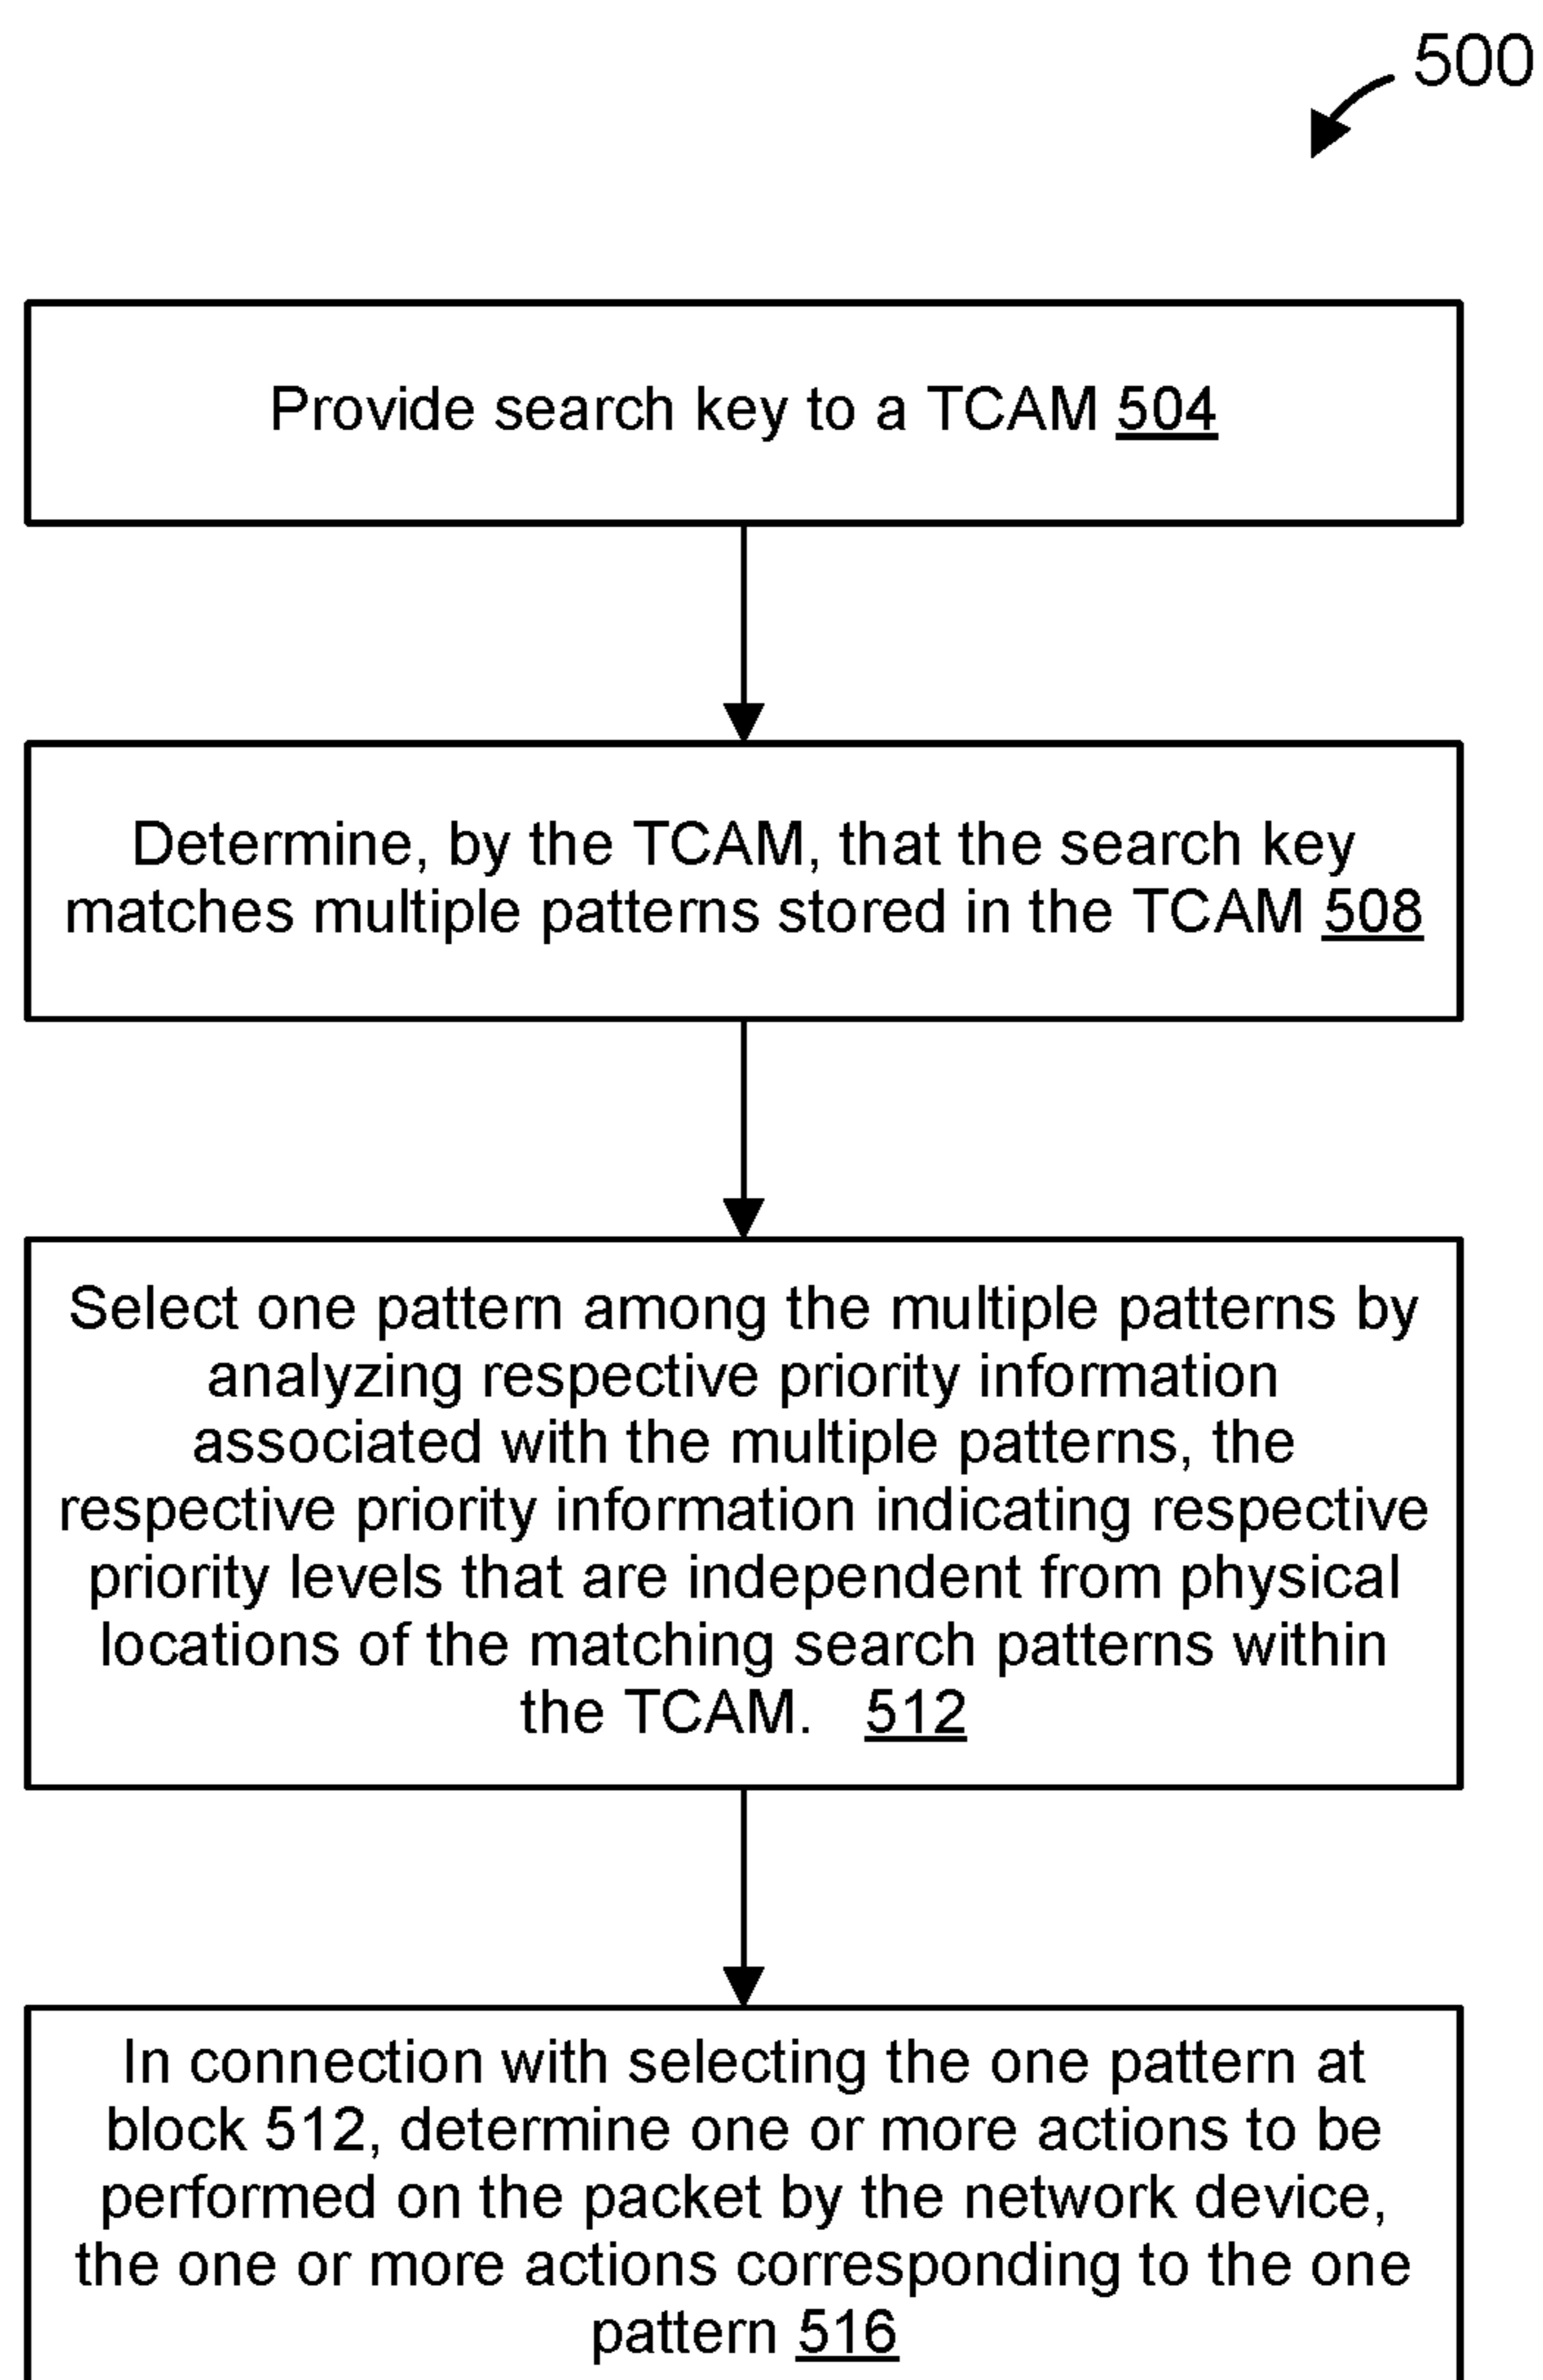 500
Provide search key to a TCAM 504
Determine, by the TCAM, that the search key
matches multiple patterns stored in the TCAM 508
Select one pattern among the multiple patterns by
analyzing respective priority information
associated with the multiple patterns, the
respective priority information indicating respective
priority levels that are independent from physical
locations of the matching search patterns within
the TCAM. 512
In connection with selecting the one pattern at
block 512, determine one or more actions to be
performed on the packet by the network device,
the one or more actions corresponding to the one
pattern 516